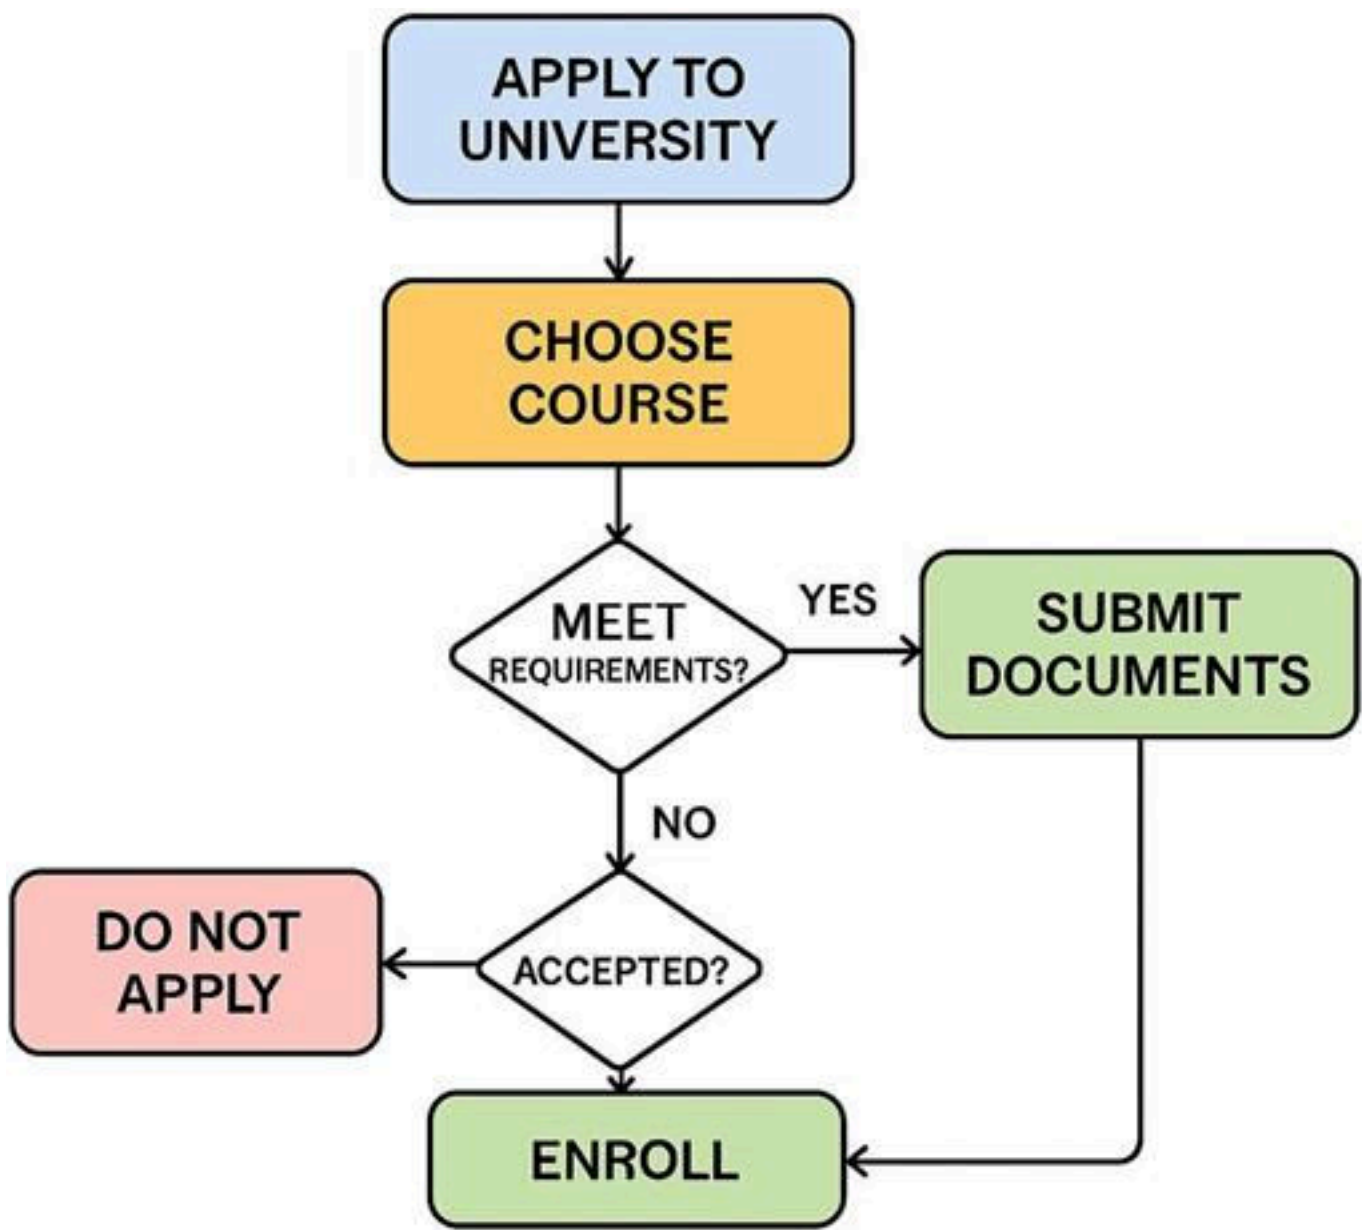 APPLY TO
UNIVERSITY
CHOOSE
COURSE
MEET
REQUIREMENTS?
YES
SUBMIT
DOCUMENTS
NO
DO NOT
APPLY
ACCEPTED?
ENROLL